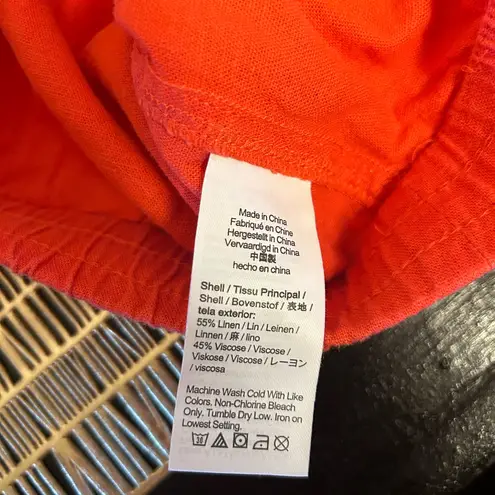 Made in China
Fabriqué en Chine
Hergestellt in China
Vervaardigd in China
中国製
hecho en china
Shell / Tissu Principal /
Shell / Bovenstof / 表地 /
tela exterior:
55% Linen / Lin / Leinen /
Linnen / 麻 / lino
45% Viscose / Viscose /
Viskose / Viscose / レーヨン
/ viscosa
Machine Wash Cold With Like
Colors. Non-Chlorine Bleach
Only. Tumble Dry Low. Iron on
Lowest Setting.